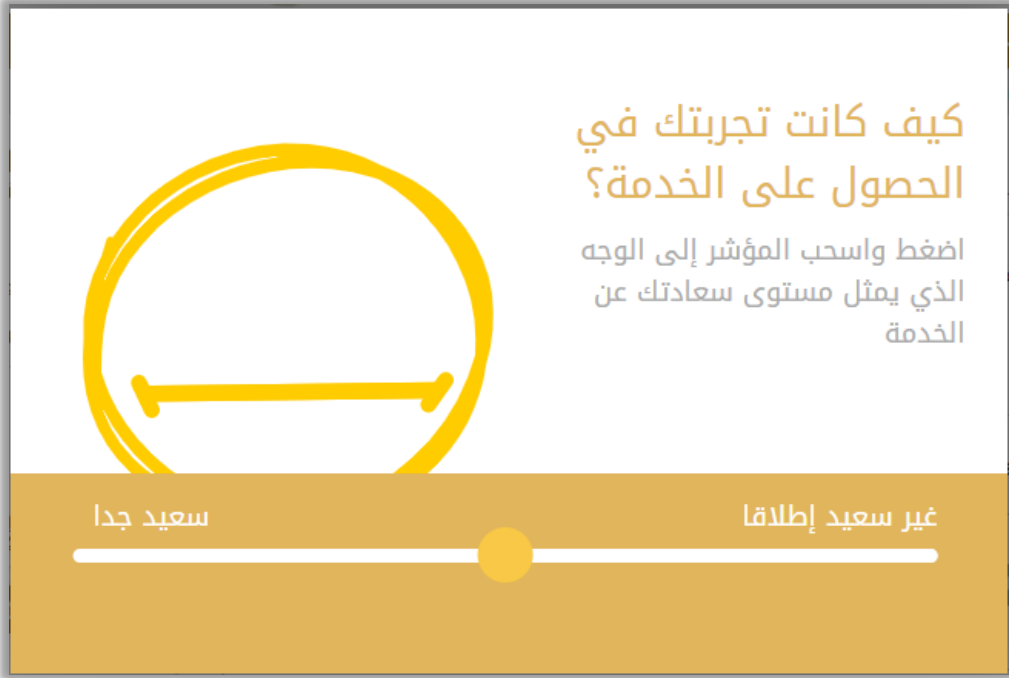 كيف كانت تجربتك في
الحصول على الخدمة؟
اضغط واسحب المؤشر إلى الوجه
الذي يمثل مستوى سعادتك عن
الخدمة
غير سعيد إطلاقا
سعيد جدا